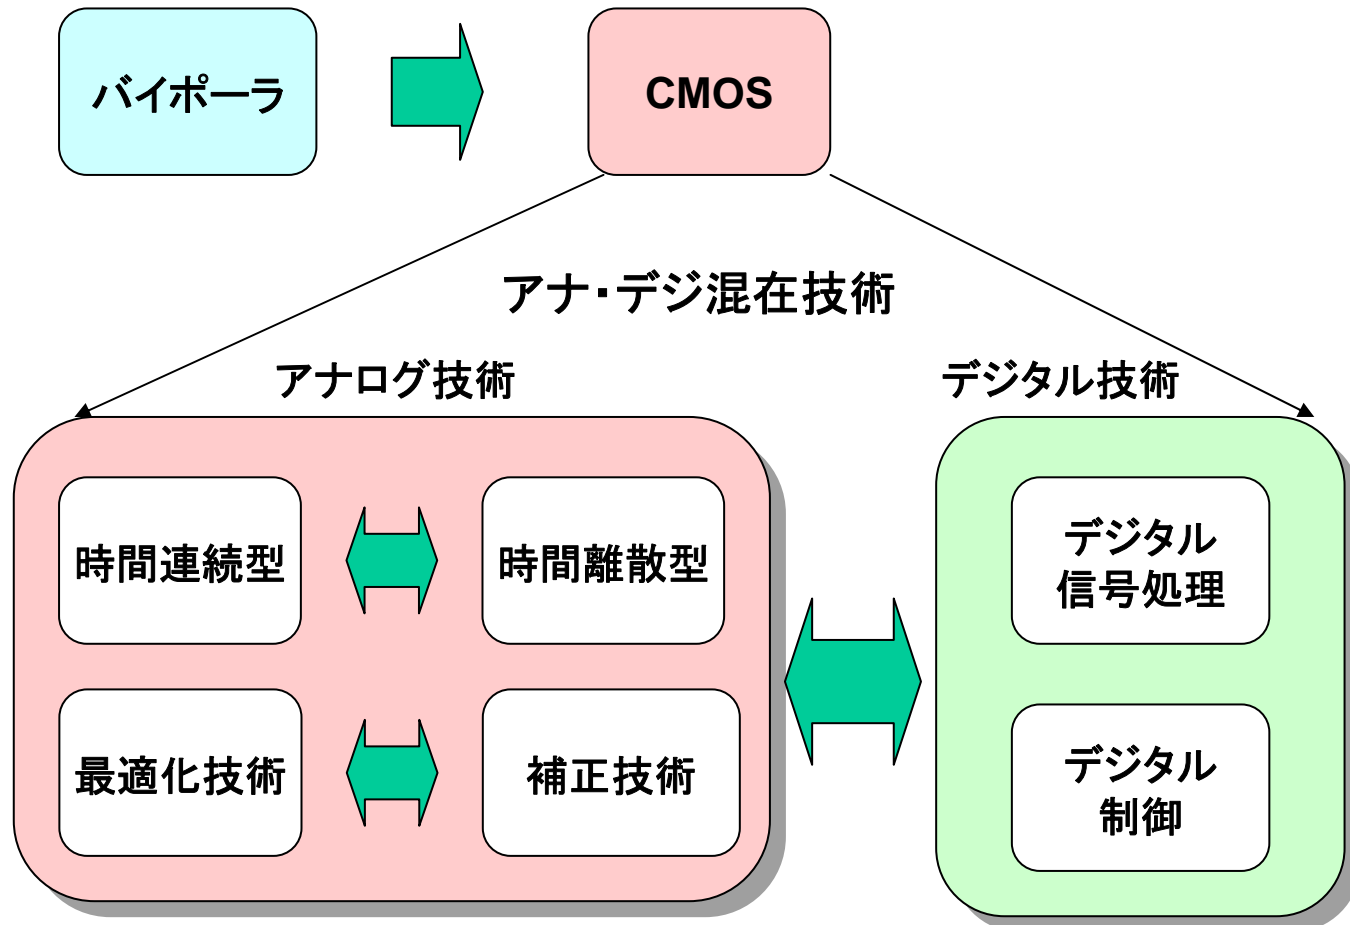 バイポーラ
CMOS
アナ・デジ混在技術
アナログ技術
デジタル技術
時間連続型
時間離散型
デジタル
信号処理
最適化技術
補正技術
デジタル
制御